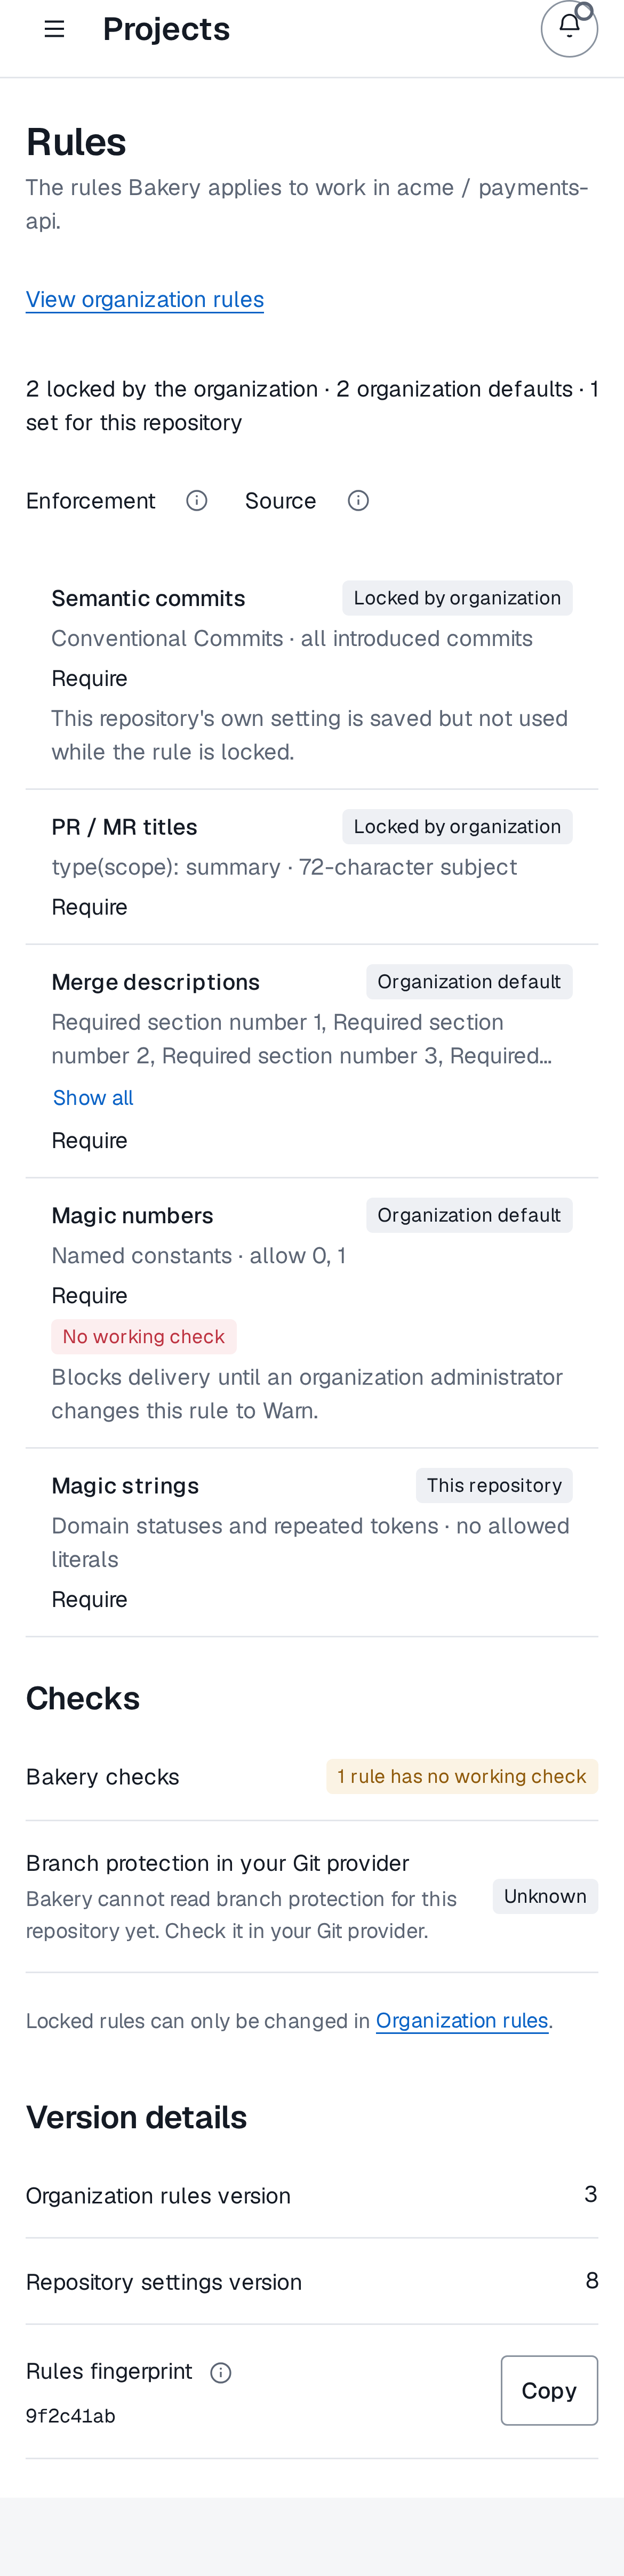 Projects
Rules
The rules Bakery applies to work in acme / payments-
api.
View organization rules
2 locked by the organization · 2 organization defaults · 1
set for this repository
Enforcement Source
Semantic commits Locked by organization
Conventional Commits · all introduced commits
Require
This repository's own setting is saved but not used
while the rule is locked.
PR / MR titles Locked by organization
type(scope): summary · 72-character subject
Require
Merge descriptions Organization default
Required section number 1, Required section
number 2, Required section number 3, Required…
Show all
Require
Magic numbers Organization default
Named constants · allow 0, 1
Require
No working check
Blocks delivery until an organization administrator
changes this rule to Warn.
Magic strings This repository
Domain statuses and repeated tokens · no allowed
literals
Require
Checks
Bakery checks 1 rule has no working check
Branch protection in your Git provider
Bakery cannot read branch protection for this
repository yet. Check it in your Git provider.
Unknown
Locked rules can only be changed in Organization rules.
Version details
Organization rules version 3
Repository settings version 8
Rules fingerprint
9f2c41ab
Copy